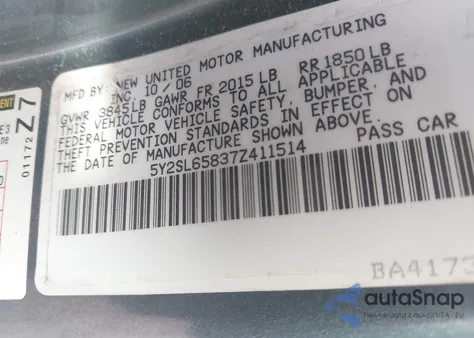 MFD BY: NEW UNITED MOTOR MANUFACTURING
INC. 10/06
GVWR 3845LB GAWR FR 2015 LB RR 1850 LB
THIS VEHICLE CONFORMS TO ALL APPLICABLE
FEDERAL MOTOR VEHICLE SAFETY, BUMPER, AND
THEFT PREVENTION STANDARDS IN EFFECT ON
THE DATE OF MANUFACTURE SHOWN ABOVE.
5Y2SL65837Z411514 PASS CAR
BA4173
01172 Z7
autoSnap